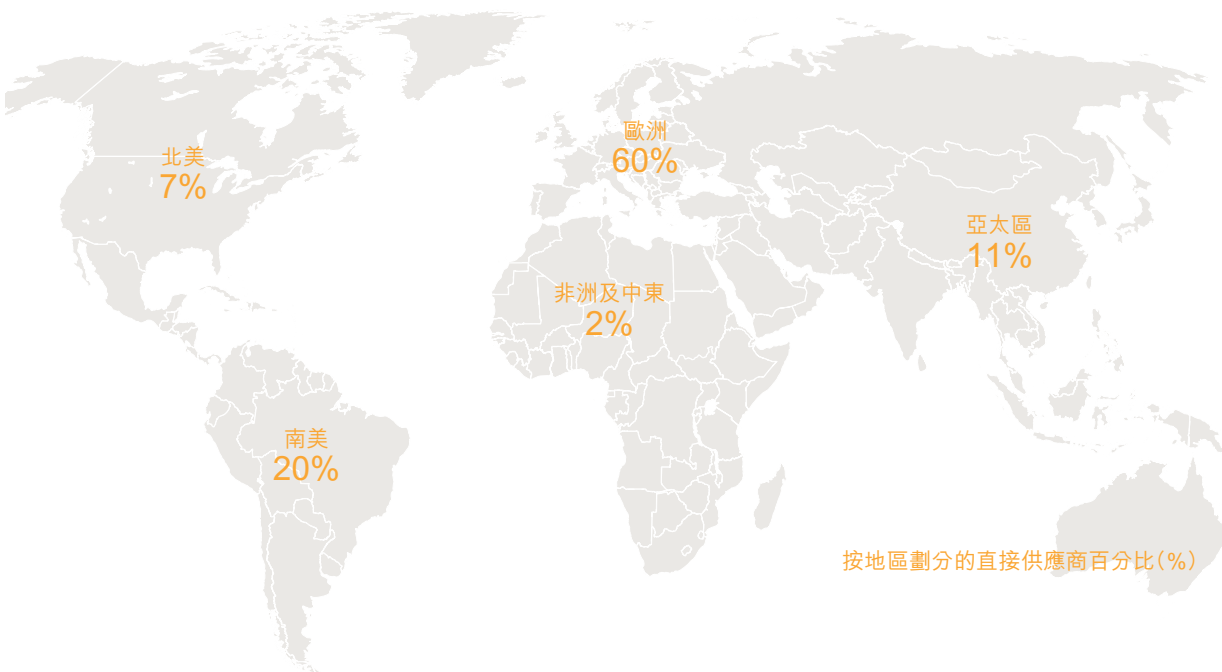 歐洲
60%
北美
7%
亞太區
11%
非洲及中東
2%
南美
20%
按地區劃分的直接供應商百分比(%)